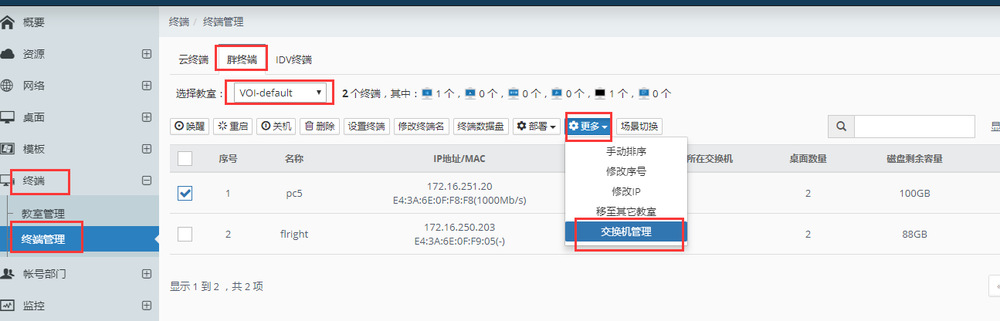 概要
资源
网络
桌面
模板
终端
教室管理
终端管理
帐号部门
监控
终端 / 终端管理
云终端 胖终端 IDV终端
选择教室： VOI-default 2 个终端，其中： 1 个， 0 个， 0 个， 0 个， 1 个， 0 个
唤醒 重启 关机 删除 设置终端 修改终端名 终端数据盘 部署 更多 场景切换
手动排序
修改序号
修改IP
移至其它教室
交换机管理
序号 名称 IP地址/MAC 所在交换机 桌面数量 磁盘剩余容量
1 pc5 172.16.251.20 2 100GB
E4:3A:6E:0F:F8:F8(1000Mb/s)
2 flright 172.16.250.203 2 88GB
E4:3A:6E:0F:F9:05(-)
显示 1 到 2 ，共 2 项
«